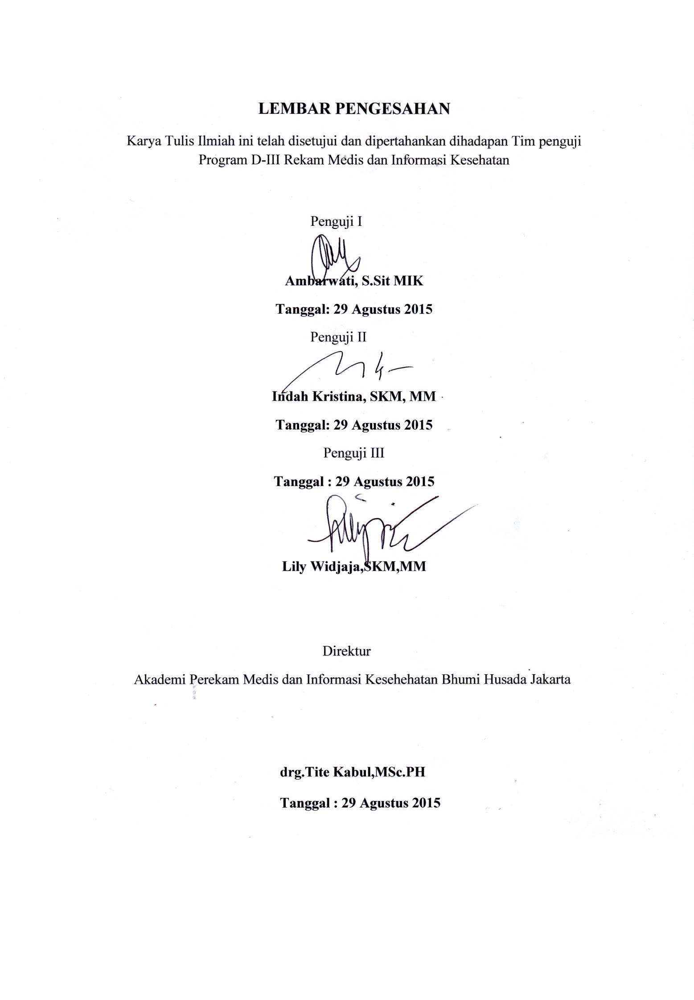 LEMBAR PENGESAHAN
Karya Tulis Ilmiah ini telah disetujui dan dipertahankan dihadapan Tim penguji
Program D-III Rekam Medis dan Informasi Kesehatan
Penguji I
Ambarwati, S.Sit MIK
Tanggal: 29 Agustus 2015
Penguji II
Indah Kristina, SKM, MM
Tanggal: 29 Agustus 2015
Penguji III
Tanggal : 29 Agustus 2015
Lily Widjaja,SKM,MM
Direktur
Akademi Perekam Medis dan Informasi Kesehehatan Bhumi Husada Jakarta
drg.Tite Kabul,MSc.PH
Tanggal : 29 Agustus 2015